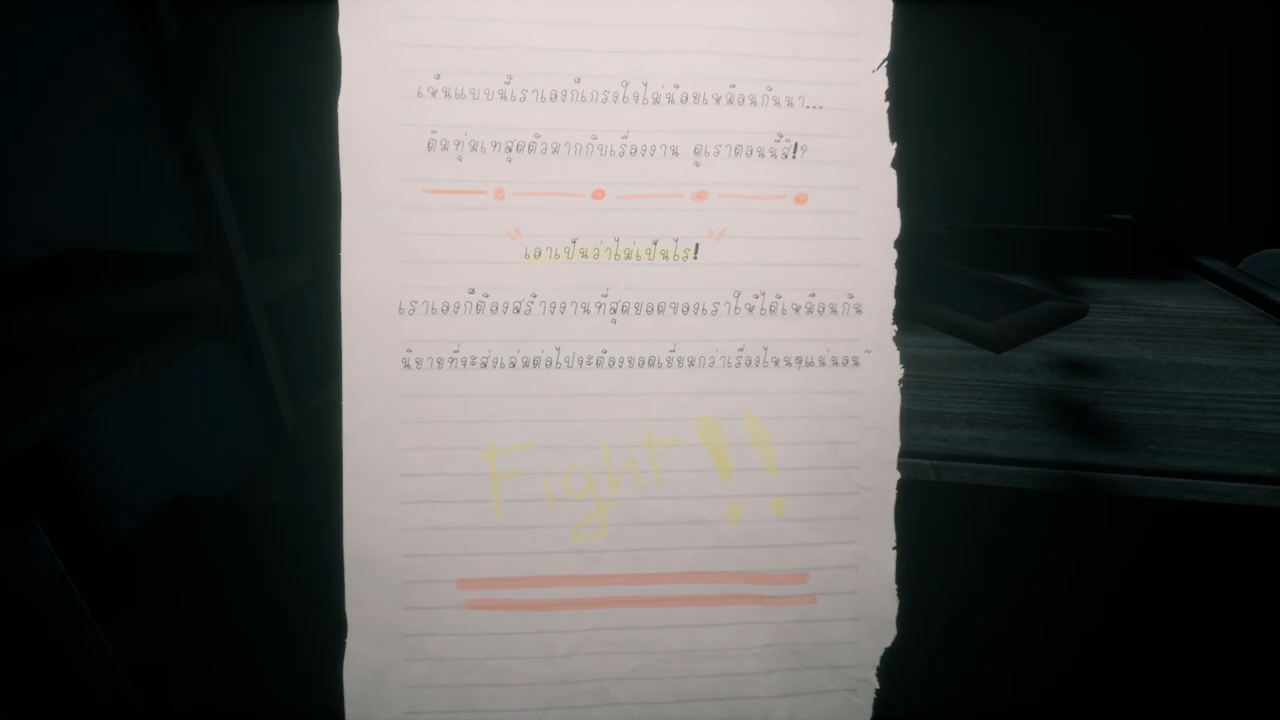 เห็นแบบนี้เราเองก็เกรงใจไม่น้อยเหมือนกันนา...
ติมทุ่มเทสุดตัวมากกับเรื่องงาน ดูเราตอนนี้สิ!?
"เอาเป็นว่าไม่เป็นไร!"
เราเองก็ต้องสร้างงานที่สุดยอดของเราให้ได้เหมือนกัน
นิยายที่จะส่งเล่มต่อไปจะต้องยอดเยี่ยมกว่าเรื่องไหนๆแน่นอน~
Fight!!